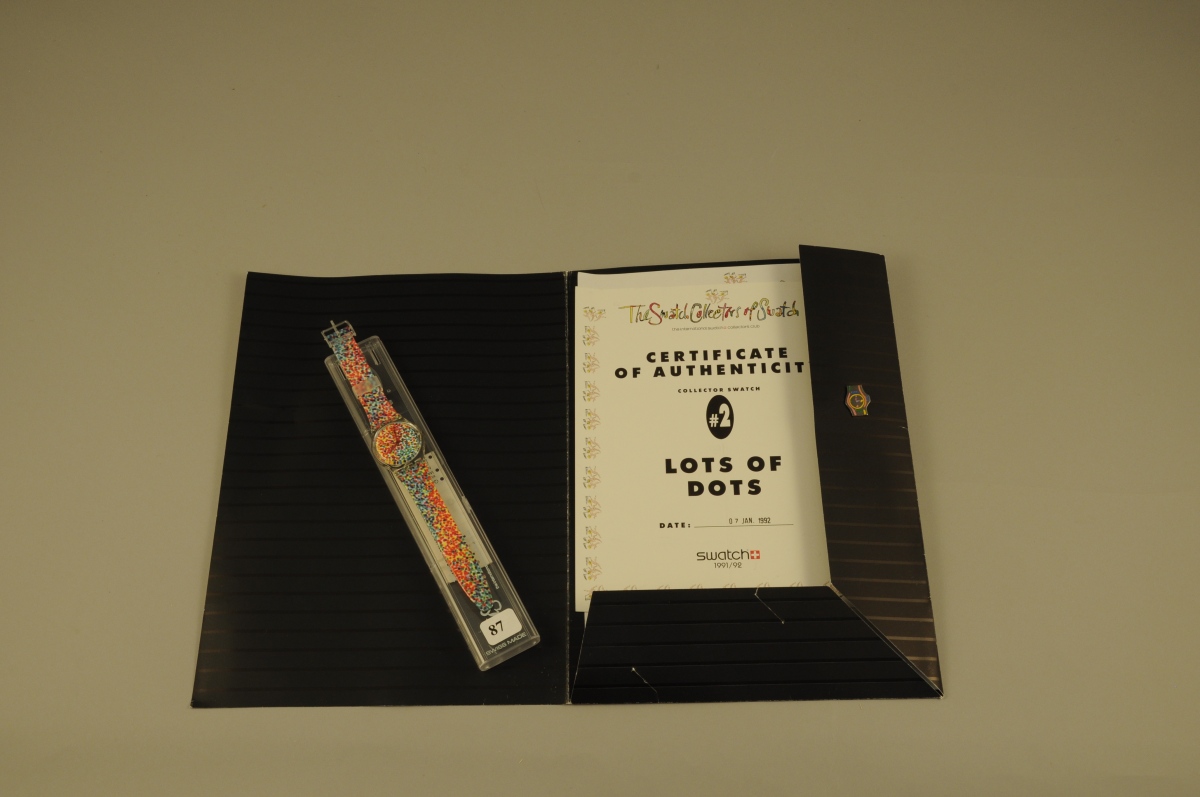 The Swatch Collectors of Swatch
CERTIFICATE
OF AUTHENTICIT
COLLECTOR SWATCH
#2
LOTS OF
DOTS
DATE: 07 JAN. 1992
swatch
1991/92
87
SWISS MADE